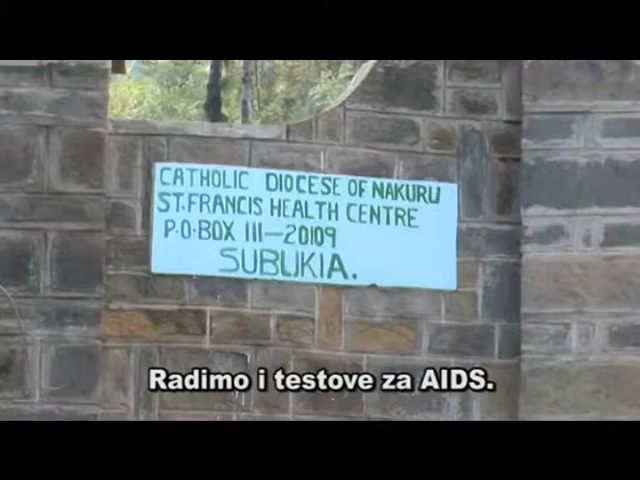 CATHOLIC DIOCESE OF NAKURU
ST.FRANCIS HEALTH CENTRE
P.O.BOX 111-20109
SUBUKIA.
Radimo i testove za AIDS.